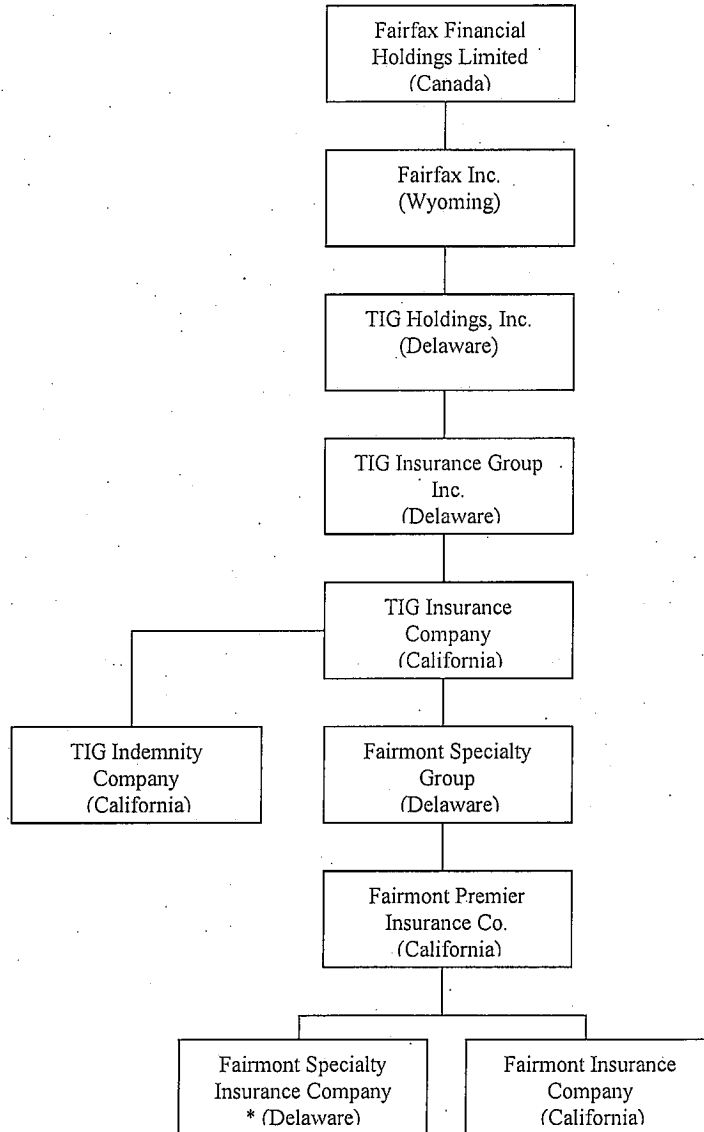 Fairfax Financial
Holdings Limited
(Canada)
Fairfax Inc.
(Wyoming)
TIG Holdings, Inc.
(Delaware)
TIG Insurance Group
Inc.
(Delaware)
TIG Insurance
Company
(California)
TIG Indemnity
Company
(California)
Fairmont Specialty
Group
(Delaware)
Fairmont Premier
Insurance Co.
(California)
Fairmont Specialty
Insurance Company
* (Delaware)
Fairmont Insurance
Company
(California)